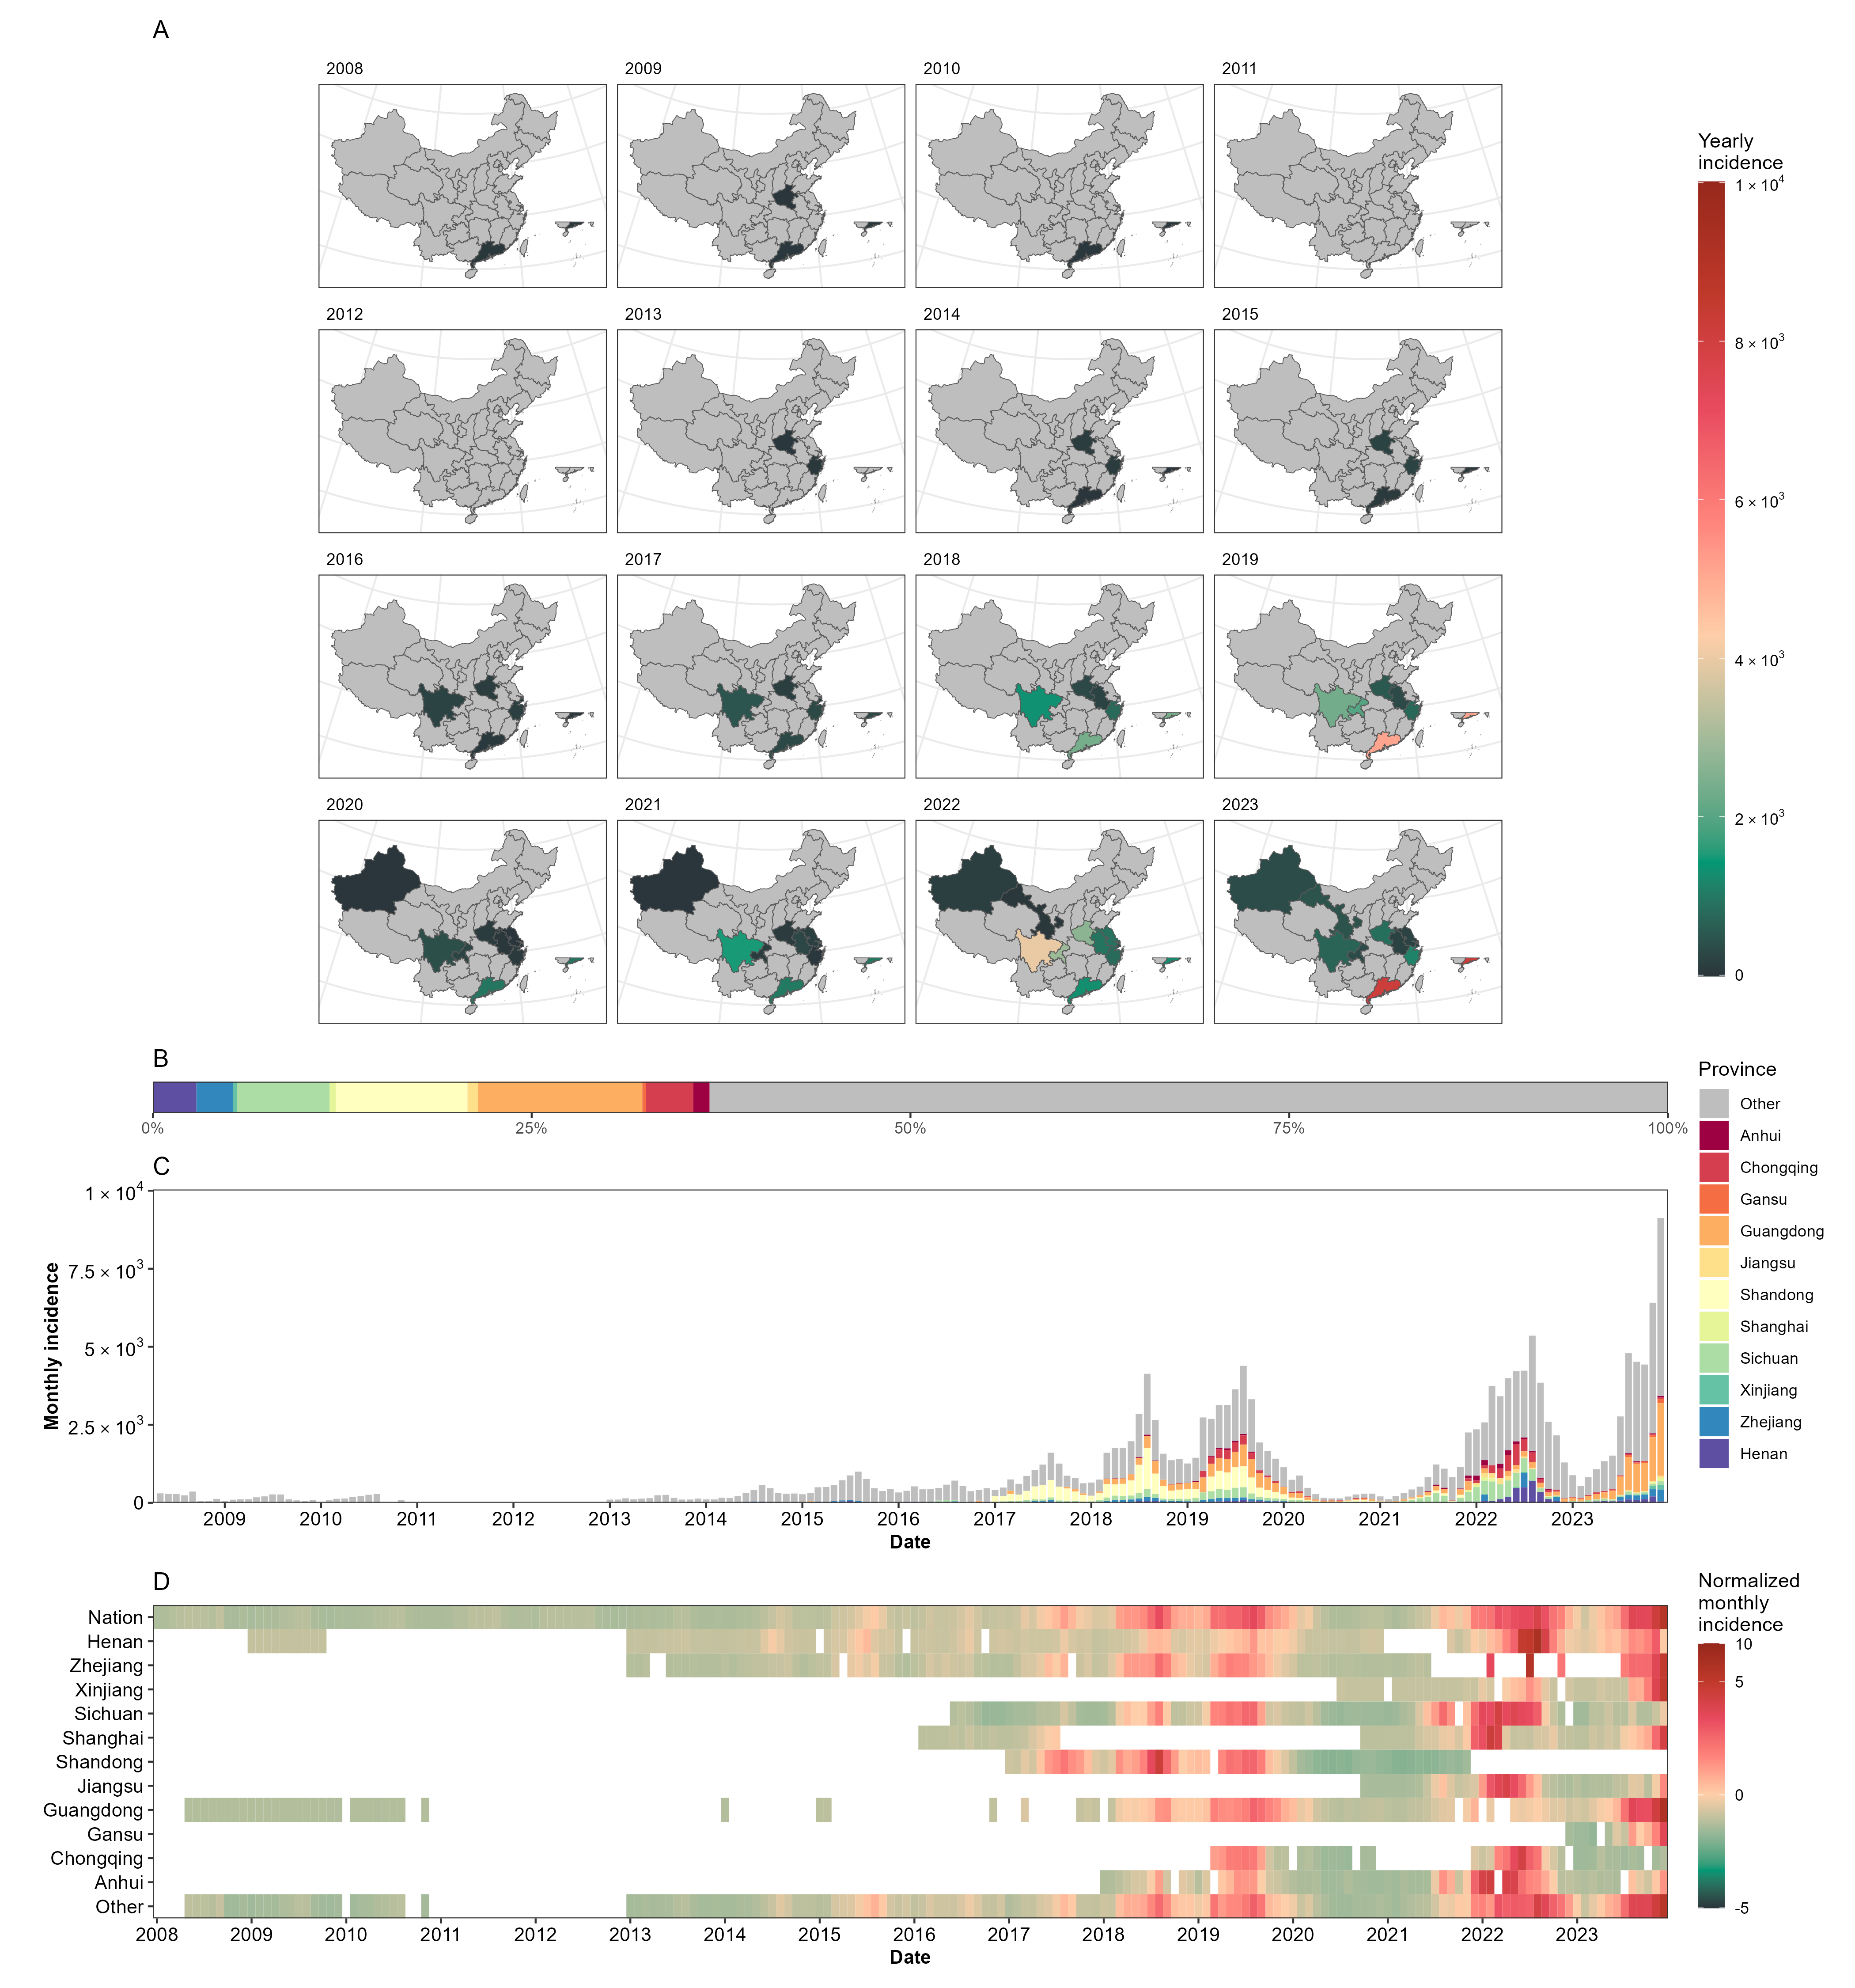 A
2008
2009
2010
2011
2012
2013
2014
2015
2016
2017
2018
2019
2020
2021
2022
2023
Yearly
incidence
1 × 10⁴
8 × 10³
6 × 10³
4 × 10³
2 × 10³
0
B
0%
25%
50%
75%
100%
Province
Other
Anhui
Chongqing
Gansu
Guangdong
Jiangsu
Shandong
Shanghai
Sichuan
Xinjiang
Zhejiang
Henan
C
Monthly incidence
1 × 10⁴
7.5 × 10³
5 × 10³
2.5 × 10³
0
2009
2010
2011
2012
2013
2014
2015
2016
2017
2018
2019
2020
2021
2022
2023
Date
D
Nation
Henan
Zhejiang
Xinjiang
Sichuan
Shanghai
Shandong
Jiangsu
Guangdong
Gansu
Chongqing
Anhui
Other
2008
2009
2010
2011
2012
2013
2014
2015
2016
2017
2018
2019
2020
2021
2022
2023
Date
Normalized
monthly
incidence
10
5
0
-5